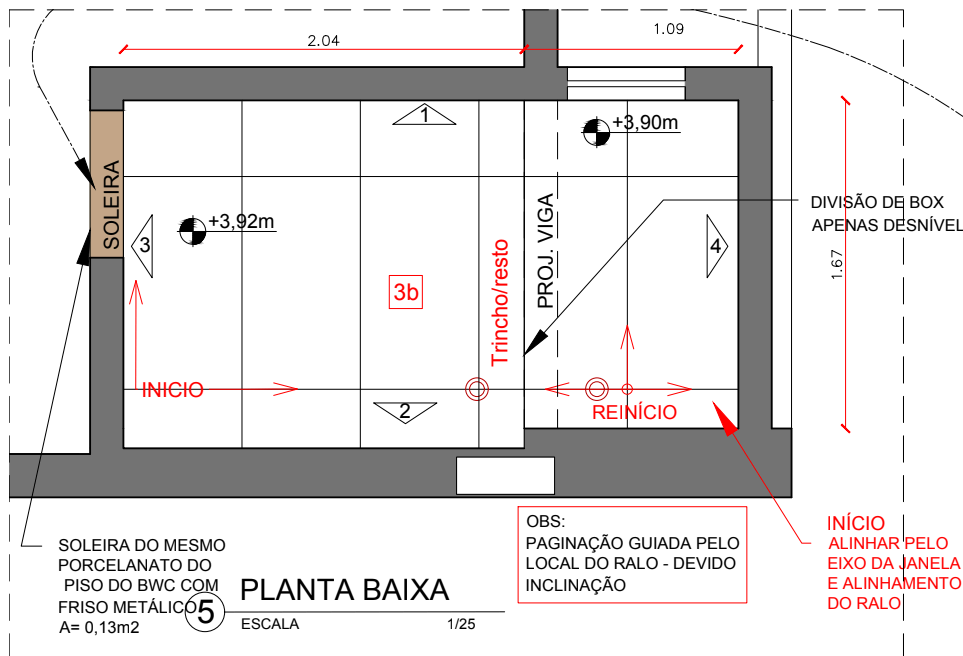 2.04
1.09
1
+3,90m
SOLEIRA
3
+3,92m
PROJ. VIGA
4
DIVISÃO DE BOX
APENAS DESNÍVEL
1.67
3b
Trincho/resto
INICIO
2
REINÍCIO
SOLEIRA DO MESMO
PORCELANATO DO
PISO DO BWC COM
FRISO METÁLICO
A= 0,13m2
5
PLANTA BAIXA
ESCALA 1/25
OBS:
PAGINAÇÃO GUIADA PELO
LOCAL DO RALO - DEVIDO
INCLINAÇÃO
INÍCIO
ALINHAR PELO
EIXO DA JANELA
E ALINHAMENTO
DO RALO